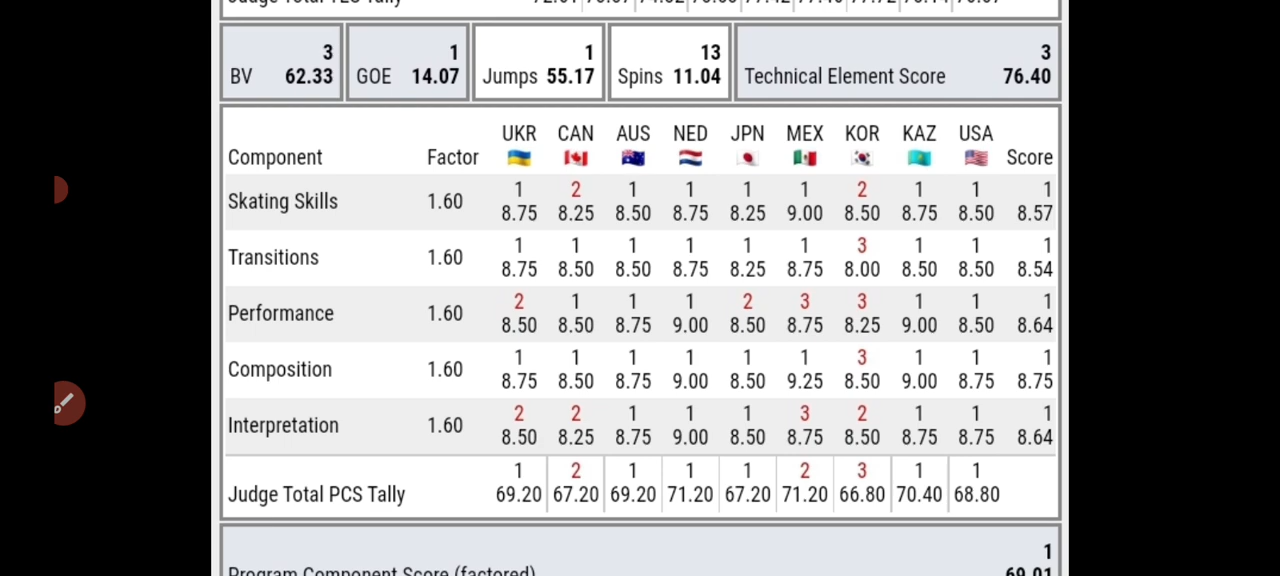 3 1 1 13 3
BV 62.33 GOE 14.07 Jumps 55.17 Spins 11.04 Technical Element Score 76.40
UKR CAN AUS NED JPN MEX KOR KAZ USA
Component Factor Score
1 2 1 1 1 1 2 1 1 1
Skating Skills 1.60
8.75 8.25 8.50 8.75 8.25 9.00 8.50 8.75 8.50 8.57
1 1 1 1 1 1 3 1 1 1
Transitions 1.60
8.75 8.50 8.50 8.75 8.25 8.75 8.00 8.50 8.50 8.54
2 1 1 1 2 3 3 1 1 1
Performance 1.60
8.50 8.50 8.75 9.00 8.50 8.75 8.25 9.00 8.50 8.64
1 1 1 1 1 1 3 1 1 1
Composition 1.60
8.75 8.50 8.75 9.00 8.50 9.25 8.50 9.00 8.75 8.75
2 2 1 1 1 3 2 1 1 1
Interpretation 1.60
8.50 8.25 8.75 9.00 8.50 8.75 8.50 8.75 8.75 8.64
1 2 1 1 1 2 3 1 1
Judge Total PCS Tally 69.20 67.20 69.20 71.20 67.20 71.20 66.80 70.40 68.80
1
Program Component Score (factored) 69.01